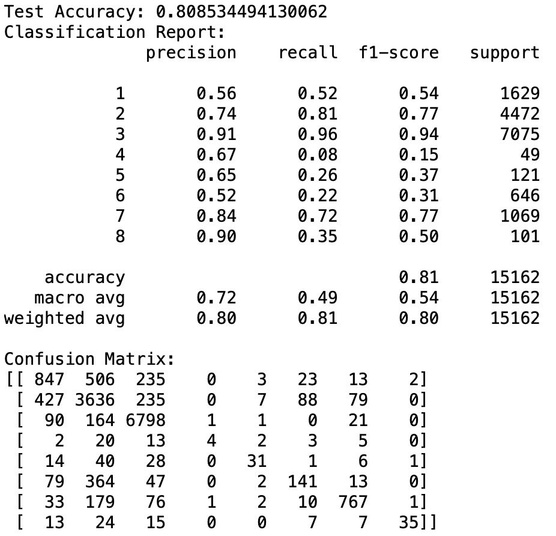 Test Accuracy: 0.808534494130062
Classification Report:
precision recall f1-score support
1 0.56 0.52 0.54 1629
2 0.74 0.81 0.77 4472
3 0.91 0.96 0.94 7075
4 0.67 0.08 0.15 49
5 0.65 0.26 0.37 121
6 0.52 0.22 0.31 646
7 0.84 0.72 0.77 1069
8 0.90 0.35 0.50 101
accuracy 0.81 15162
macro avg 0.72 0.49 0.54 15162
weighted avg 0.80 0.81 0.80 15162
Confusion Matrix:
[[ 847 506 235 0 3 23 13 2]
[ 427 3636 235 0 7 88 79 0]
[ 90 164 6798 1 1 0 21 0]
[ 2 20 13 4 2 3 5 0]
[ 14 40 28 0 31 1 6 1]
[ 79 364 47 0 2 141 13 0]
[ 33 179 76 1 2 10 767 1]
[ 13 24 15 0 0 7 7 35]]